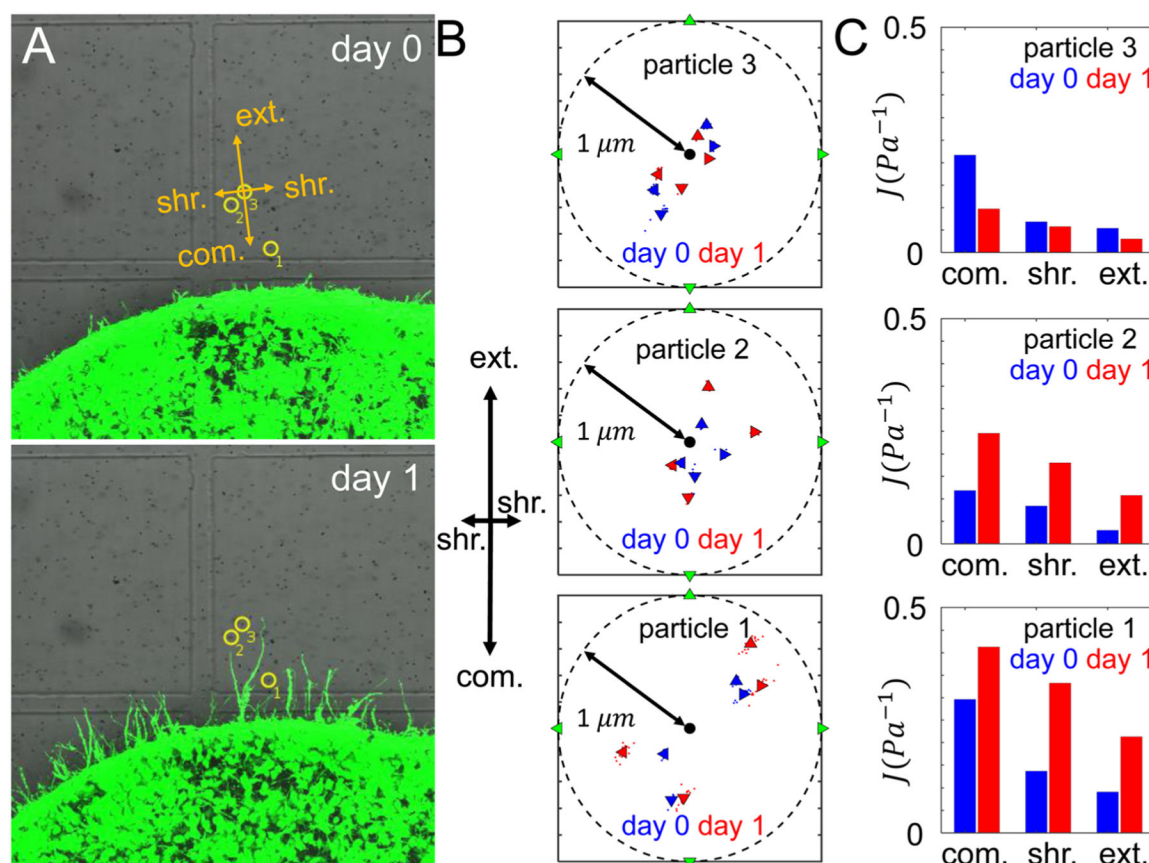 A
day 0
ext.
shr.
shr.
2
3
com.
1
day 1
2
3
1
B
particle 3
1 μm
day 0 day 1
particle 2
1 μm
day 0 day 1
particle 1
1 μm
day 0 day 1
ext.
shr.
shr.
com.
C
0.5
particle 3
day 0 day 1
J(Pa⁻¹)
0
com. shr. ext.
0.5
particle 2
day 0 day 1
J(Pa⁻¹)
0
com. shr. ext.
0.5
particle 1
day 0 day 1
J(Pa⁻¹)
0
com. shr. ext.